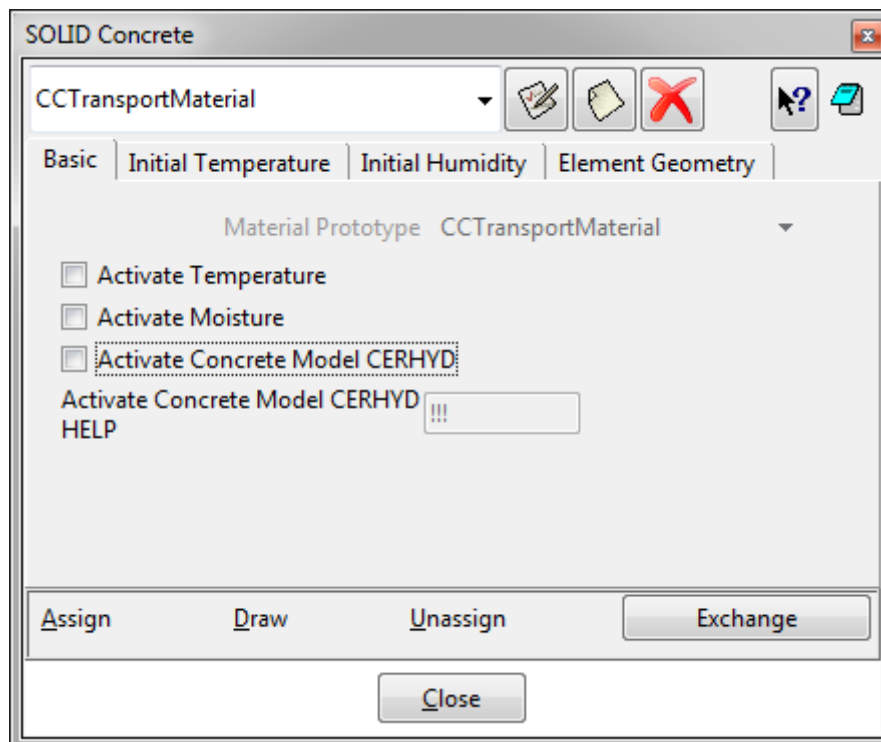 SOLID Concrete
CCTransportMaterial
Basic Initial Temperature Initial Humidity Element Geometry
Material Prototype CCTransportMaterial
Activate Temperature
Activate Moisture
Activate Concrete Model CERHYD
Activate Concrete Model CERHYD
HELP
!!!
Assign Draw Unassign Exchange
Close